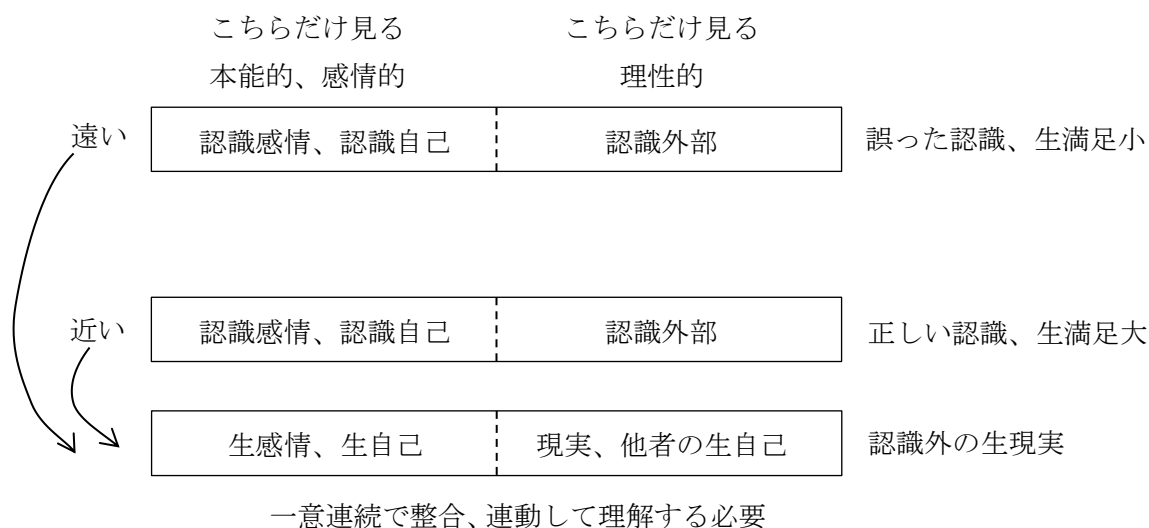 こちらだけ見る　こちらだけ見る
本能的、感情的　理性的
遠い　認識感情、認識自己　認識外部　誤った認識、生満足小
近い　認識感情、認識自己　認識外部　正しい認識、生満足大
生感情、生自己　現実、他者の生自己　認識外の生現実
一意連続で整合、連動して理解する必要